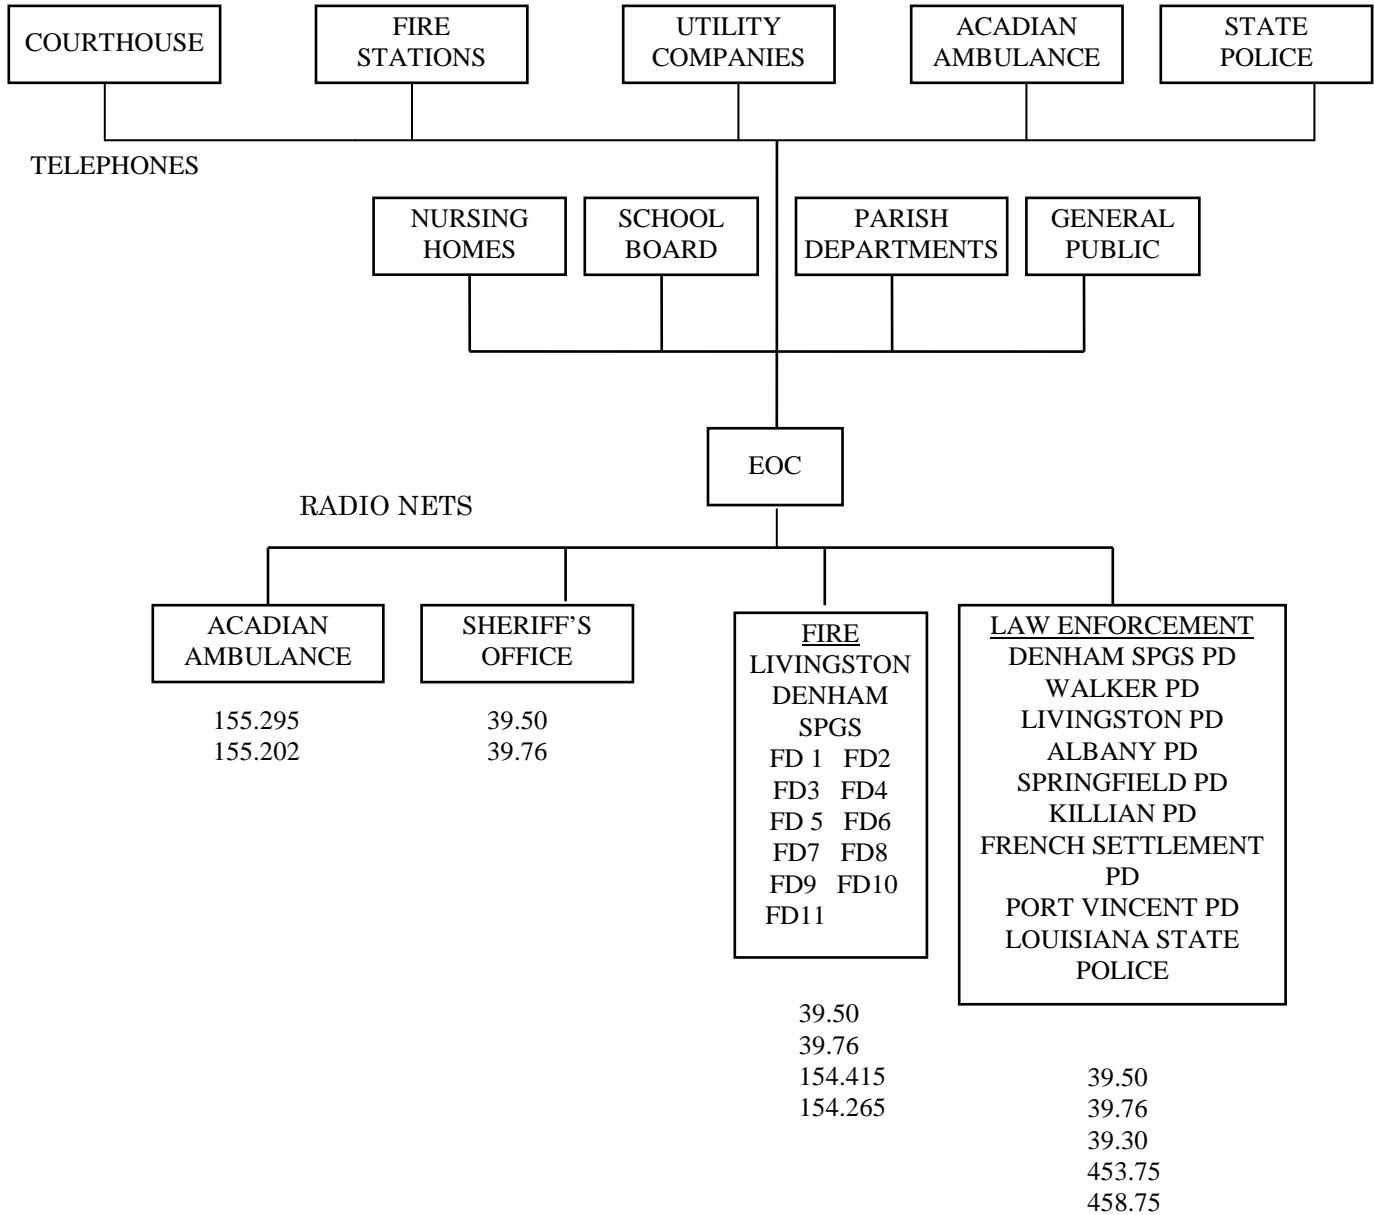 COURTHOUSE
FIRE
STATIONS
UTILITY
COMPANIES
ACADIAN
AMBULANCE
STATE
POLICE
TELEPHONES
NURSING
HOMES
SCHOOL
BOARD
PARISH
DEPARTMENTS
GENERAL
PUBLIC
EOC
RADIO NETS
ACADIAN
AMBULANCE
155.295
155.202
SHERIFF'S
OFFICE
39.50
39.76
FIRE
LIVINGSTON
DENHAM
SPGS
FD 1 FD2
FD3 FD4
FD 5 FD6
FD7 FD8
FD9 FD10
FD11
39.50
39.76
154.415
154.265
LAW ENFORCEMENT
DENHAM SPGS PD
WALKER PD
LIVINGSTON PD
ALBANY PD
SPRINGFIELD PD
KILLIAN PD
FRENCH SETTLEMENT
PD
PORT VINCENT PD
LOUISIANA STATE
POLICE
39.50
39.76
39.30
453.75
458.75